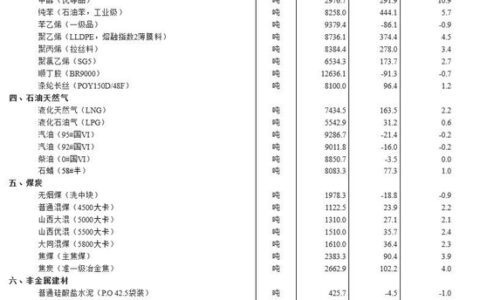 甲醇（优等品） 吨 2976.7 291.9 10.9
纯苯（石油苯，工业级） 吨 8258.0 444.1 5.7
苯乙烯（一级品） 吨 9379.4 -86.1 -0.9
聚乙烯（LLDPE，熔融指数2薄膜料） 吨 8736.1 374.4 4.5
聚丙烯（拉丝料） 吨 8384.4 278.0 3.4
聚氯乙烯（SG5） 吨 6534.3 173.7 2.7
顺丁胶（BR9000） 吨 12636.1 -91.3 -0.7
涤纶长丝（POY150D/48F） 吨 8100.0 96.4 1.2
四、石油天然气
液化天然气（LNG） 吨 7434.5 163.5 2.2
液化石油气（LPG） 吨 5542.9 31.2 0.6
汽油（95#国VI） 吨 9286.7 -21.4 -0.2
汽油（92#国VI） 吨 9011.8 -16.0 -0.2
柴油（0#国VI） 吨 8850.7 -3.5 0.0
石蜡（58#半） 吨 8083.3 77.3 1.0
五、煤炭
无烟煤（洗中块） 吨 1978.3 -18.8 -0.9
普通混煤（4500大卡） 吨 1122.5 23.9 2.2
山西大混（5000大卡） 吨 1310.0 27.1 2.1
山西优混（5500大卡） 吨 1510.0 35.7 2.4
大同混煤（5800大卡） 吨 1610.0 36.4 2.3
焦煤（主焦煤） 吨 2383.3 90.4 3.9
焦炭（准一级冶金焦） 吨 2662.9 102.2 4.0
六、非金属建材
普通硅酸盐水泥（P.O 42.5袋装） 吨 425.7 -4.5 -1.0